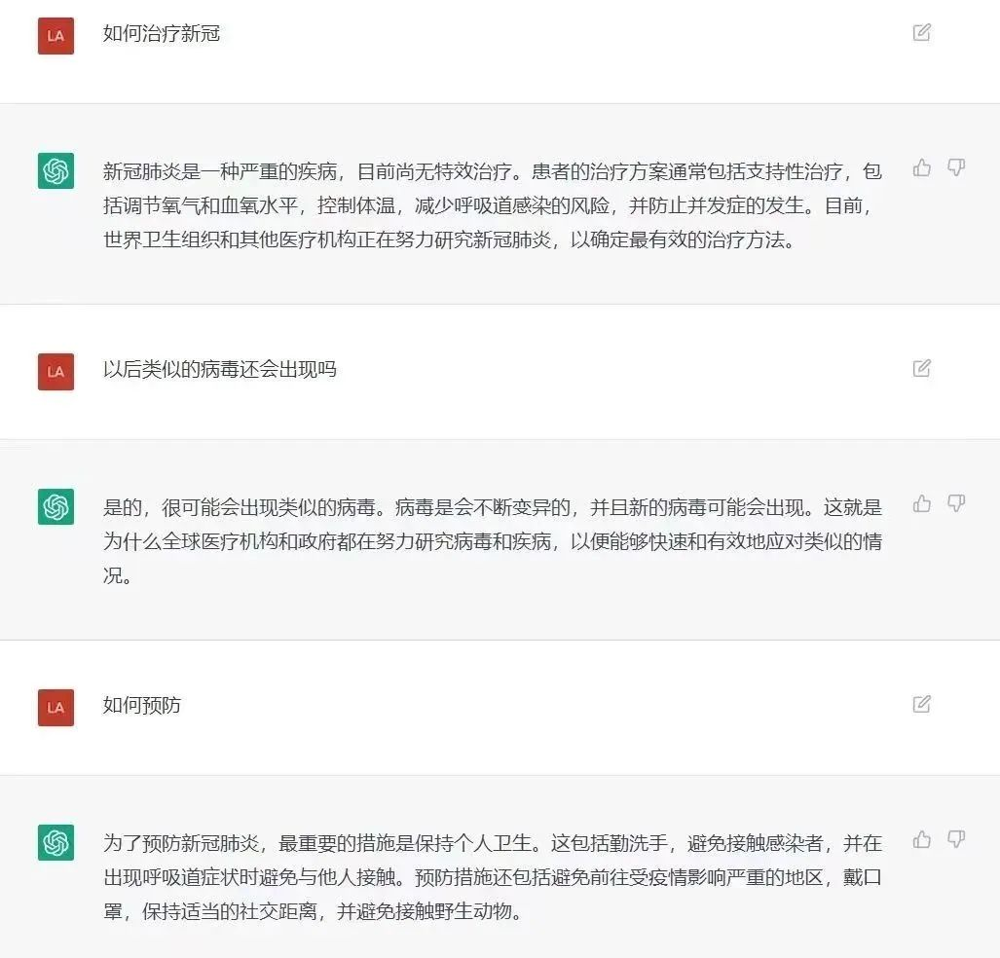 LA
如何治疗新冠
新冠肺炎是一种严重的疾病，目前尚无特效治疗。患者的治疗方案通常包括支持性治疗，包
括调节氧气和血氧水平，控制体温，减少呼吸道感染的风险，并防止并发症的发生。目前，
世界卫生组织和其他医疗机构正在努力研究新冠肺炎，以确定最有效的治疗方法。
LA
以后类似的病毒还会出现吗
是的，很可能会出现类似的病毒。病毒是会不断变异的，并且新的病毒可能会出现。这就是
为什么全球医疗机构和政府都在努力研究病毒和疾病，以便能够快速和有效地应对类似的情
况。
LA
如何预防
为了预防新冠肺炎，最重要的措施是保持个人卫生。这包括勤洗手，避免接触感染者，并在
出现呼吸道症状时避免与他人接触。预防措施还包括避免前往受疫情影响严重的地区，戴口
罩，保持适当的社交距离，并避免接触野生动物。